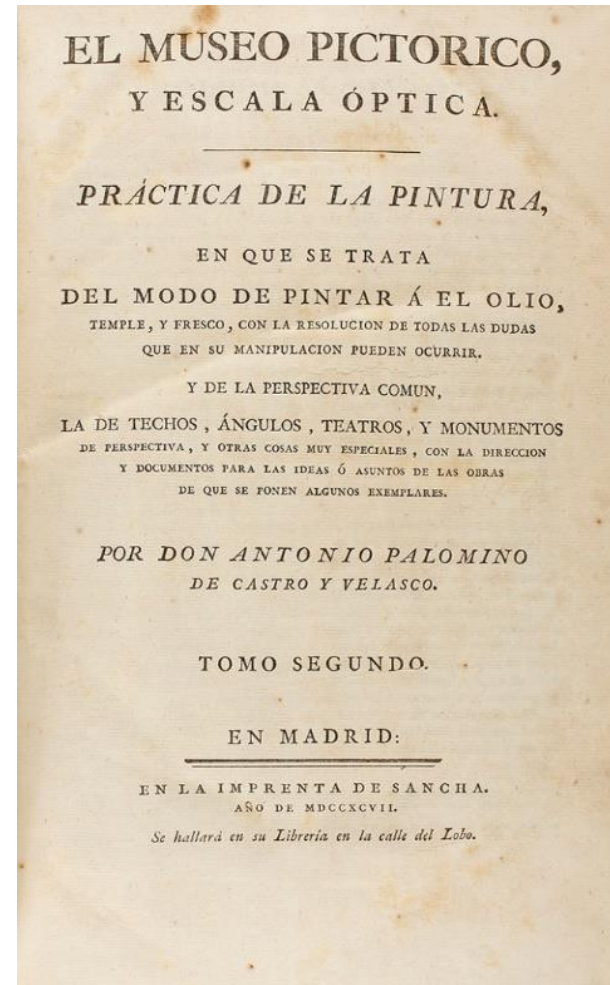 EL MUSEO PICTORICO,
Y ESCALA ÓPTICA.
PRÁCTICA DE LA PINTURA,
EN QUE SE TRATA
DEL MODO DE PINTAR Á EL OLIO,
TEMPLE, Y FRESCO, CON LA RESOLUCION DE TODAS LAS DUDAS
QUE EN SU MANIPULACION PUEDEN OCURRIR.
Y DE LA PERSPECTIVA COMUN,
LA DE TECHOS, ÁNGULOS, TEATROS, Y MONUMENTOS
DE PERSPECTIVA, Y OTRAS COSAS MUY ESPECIALES, CON LA DIRECCION
Y DOCUMENTOS PARA LAS IDEAS Ó ASUNTOS DE LAS OBRAS
DE QUE SE PONEN ALGUNOS EXEMPLARES.
POR DON ANTONIO PALOMINO
DE CASTRO Y VELASCO.
TOMO SEGUNDO.
EN MADRID:
EN LA IMPRENTA DE SANCHA.
AÑO DE MDCCXCVII.
Se hallará en su Librería en la calle del Lobo.